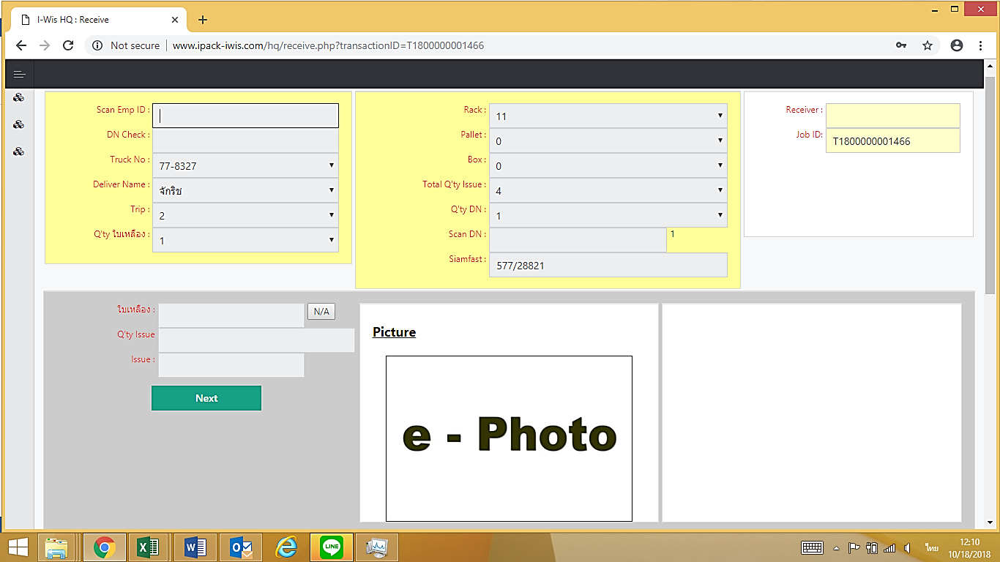 I-Wis HQ : Receive
Not secure www.ipack-iwis.com/hq/receive.php?transactionID=T1800000001466
Scan Emp ID :
DN Check :
Truck No : 77-8327
Deliver Name : จักริช
Trip : 2
Q'ty ใบเหลือง : 1
Rack : 11
Pallet : 0
Box : 0
Total Q'ty Issue : 4
Q'ty DN : 1
Scan DN : 1
Siamfast : 577/28821
Receiver :
Job ID: T1800000001466
ใบเหลือง : N/A
Q'ty Issue
Issue :
Next
Picture
e - Photo
LINE
ไทย
12:10
10/18/2018